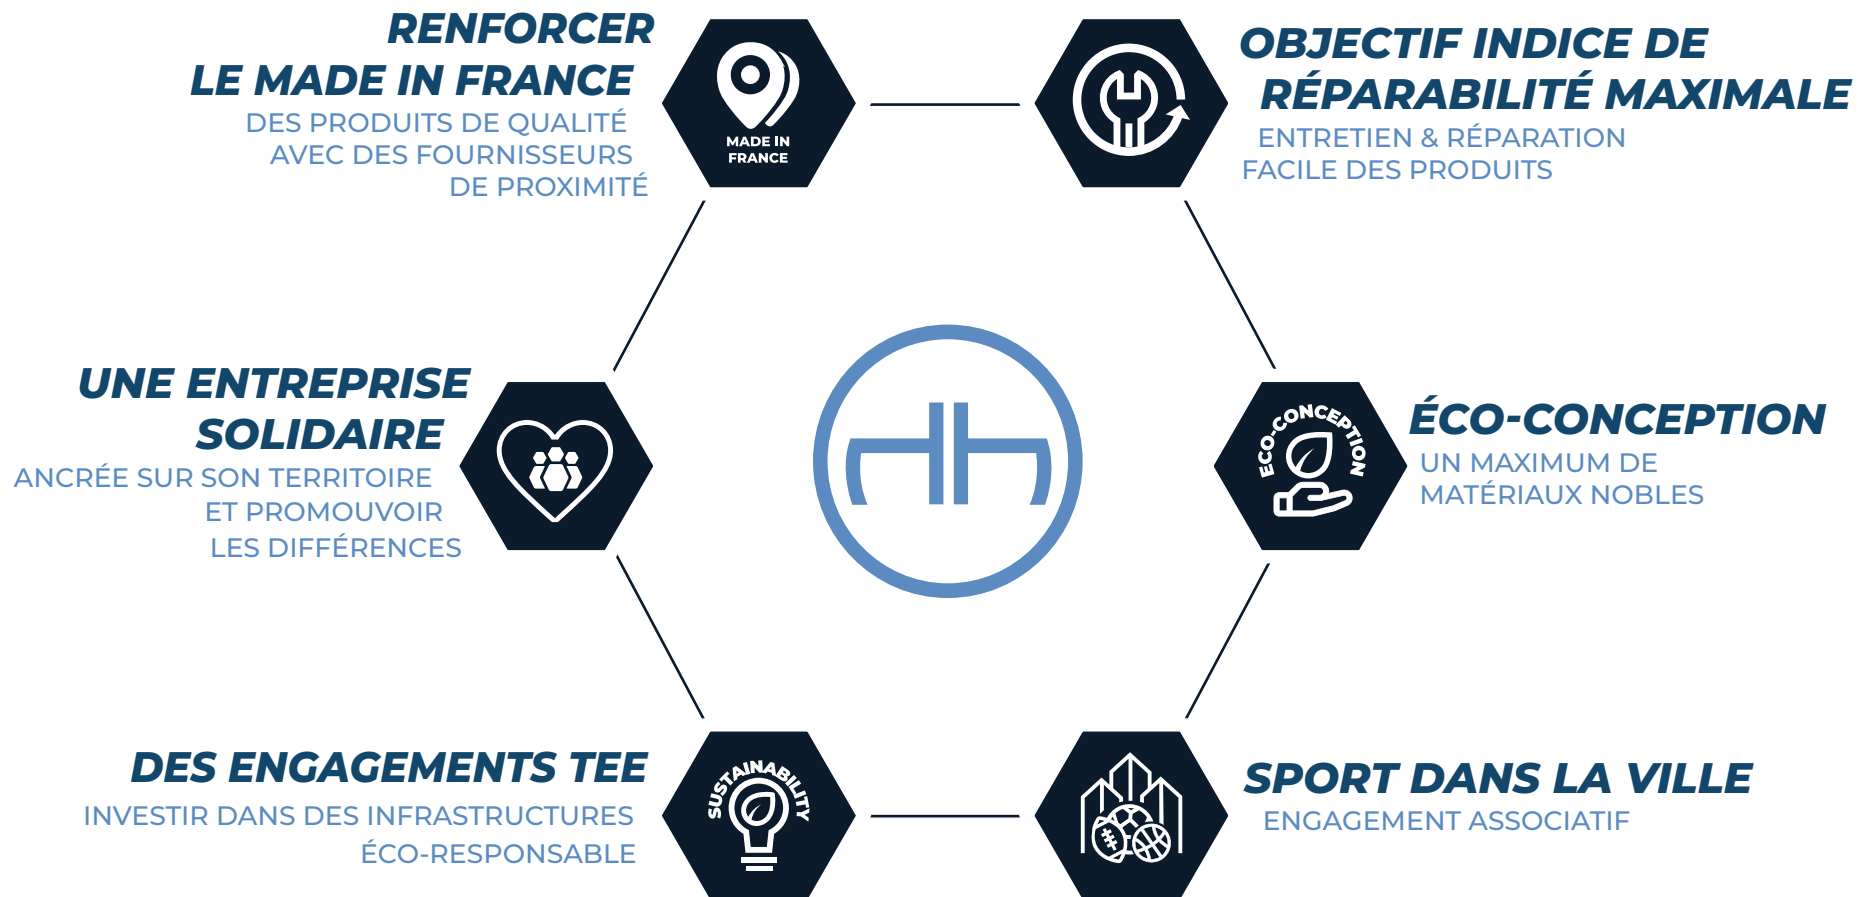 RENFORCER
LE MADE IN FRANCE
DES PRODUITS DE QUALITÉ
AVEC DES FOURNISSEURS
DE PROXIMITÉ
MADE IN
FRANCE
OBJECTIF INDICE DE
RÉPARABILITÉ MAXIMALE
ENTRETIEN & RÉPARATION
FACILE DES PRODUITS
UNE ENTREPRISE
SOLIDAIRE
ANCRÉE SUR SON TERRITOIRE
ET PROMOUVOIR
LES DIFFÉRENCES
ECO-CONCEPTION
ÉCO-CONCEPTION
UN MAXIMUM DE
MATÉRIAUX NOBLES
DES ENGAGEMENTS TEE
INVESTIR DANS DES INFRASTRUCTURES
ÉCO-RESPONSABLE
SUSTAINABILITY
SPORT DANS LA VILLE
ENGAGEMENT ASSOCIATIF